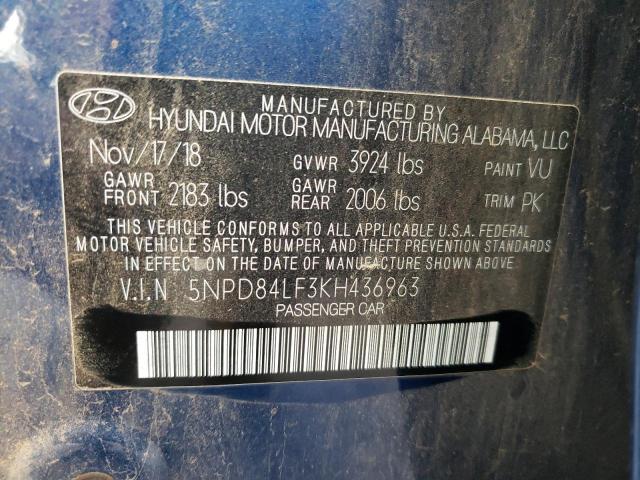 MANUFACTURED BY
HYUNDAI MOTOR MANUFACTURING ALABAMA, LLC
Nov/17/18 GVWR 3924 lbs PAINT VU
GAWR FRONT 2183 lbs GAWR REAR 2006 lbs TRIM PK
THIS VEHICLE CONFORMS TO ALL APPLICABLE U.S.A. FEDERAL
MOTOR VEHICLE SAFETY, BUMPER, AND THEFT PREVENTION STANDARDS
IN EFFECT ON THE DATE OF MANUFACTURE SHOWN ABOVE.
V.I.N 5NPD84LF3KH436963
PASSENGER CAR